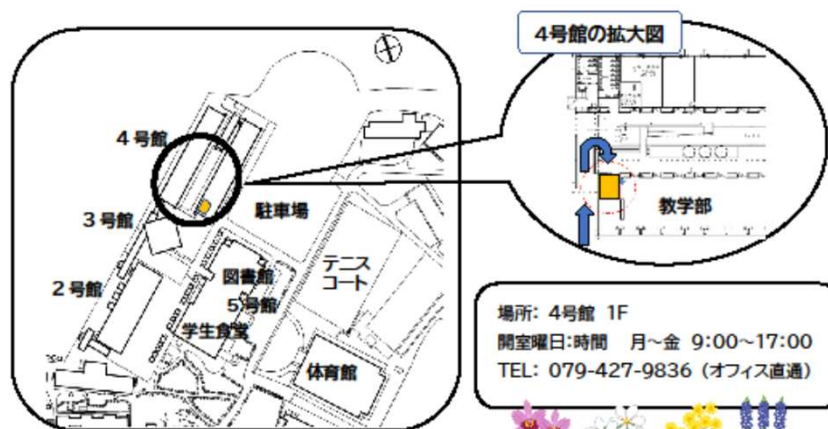 4号館の拡大図
4号館
3号館
2号館
駐車場
図書館
5号館
学生食堂
テニス
コート
体育館
教学部
場所: 4号館 1F
開室曜日:時間 月~金 9:00~17:00
TEL: 079-427-9836 (オフィス直通)